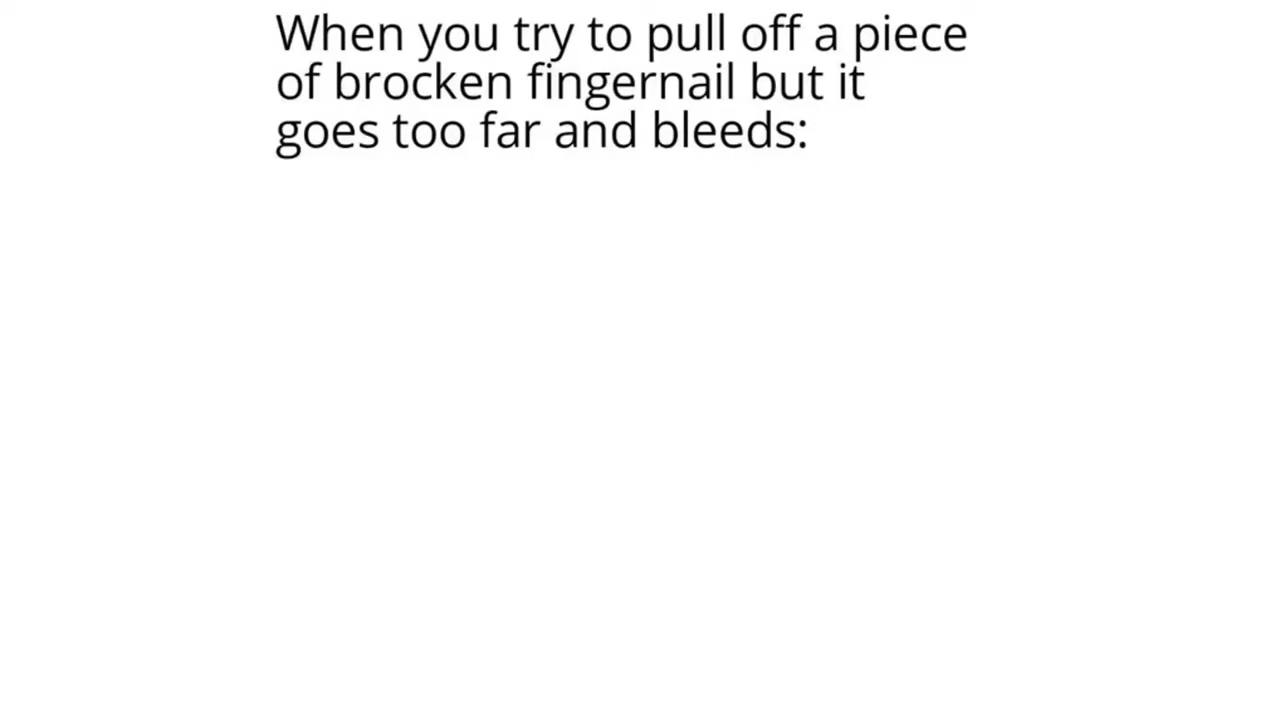 When you try to pull off a piece
of brocken fingernail but it
goes too far and bleeds: